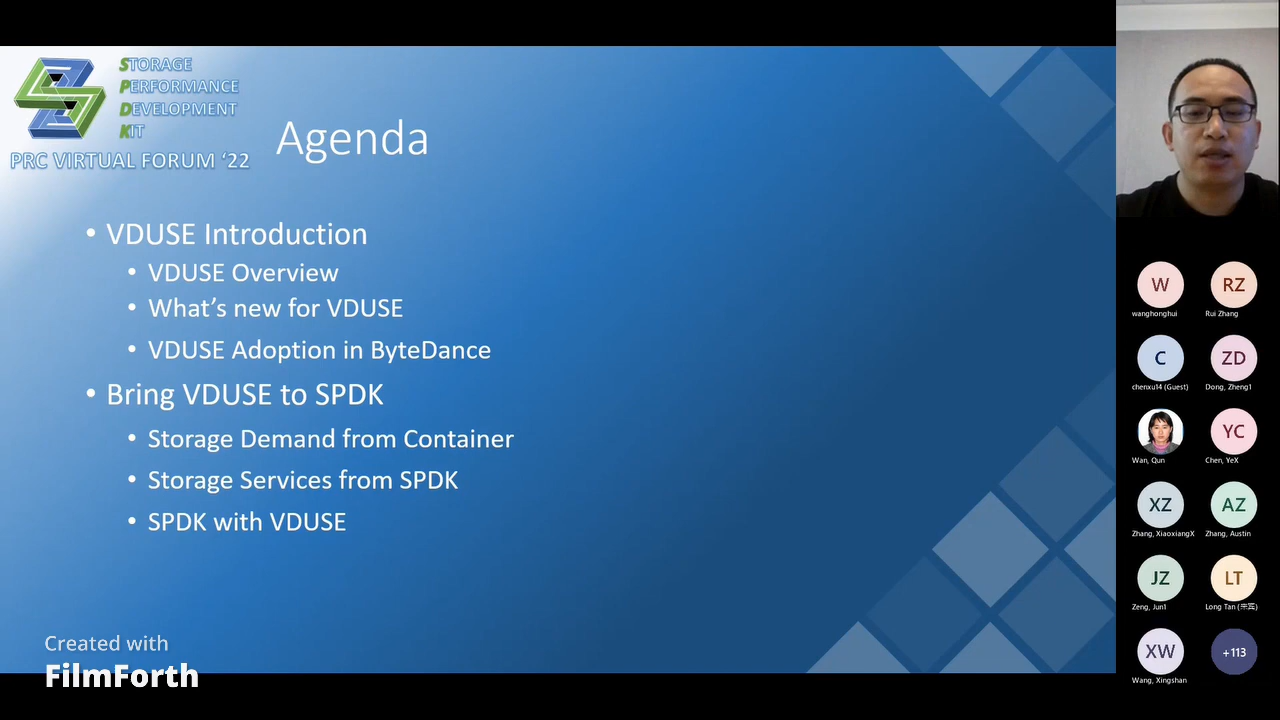 STORAGE
PERFORMANCE
DEVELOPMENT
KIT
PRC VIRTUAL FORUM ‘22
Agenda
• VDUSE Introduction
• VDUSE Overview
• What’s new for VDUSE
• VDUSE Adoption in ByteDance
• Bring VDUSE to SPDK
• Storage Demand from Container
• Storage Services from SPDK
• SPDK with VDUSE
Created with
FilmForth
W
RZ
wanghonghui
Rui Zhang
C
ZD
chenxu14 (Guest)
Dong, Zheng1
YC
Wan, Qun
Chen, YeX
XZ
AZ
Zhang, XiaoxiangX
Zhang, Austin
JZ
LT
Zeng, Jun1
Long Tan
XW
+113
Wang, Xingshan